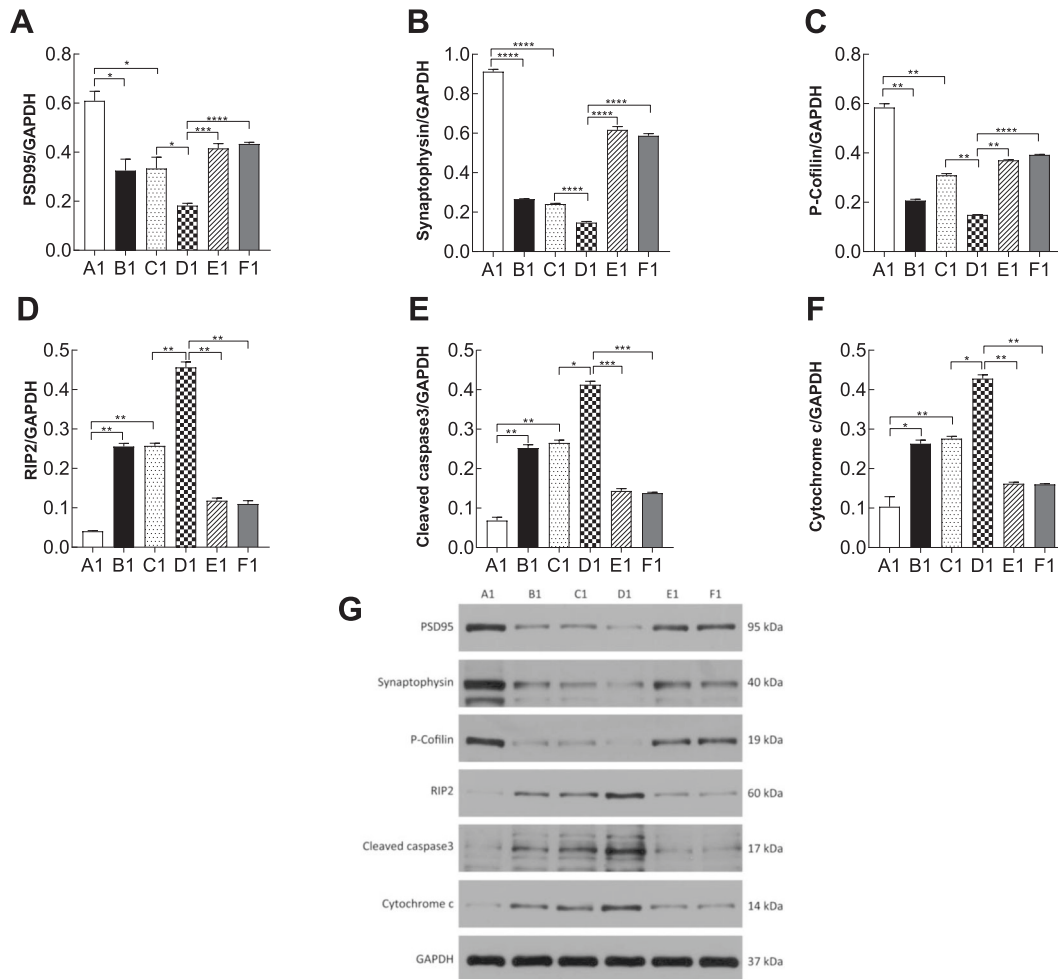 A
PSD95/GAPDH
0.8
0.6
0.4
0.2
0.0
*
*
*
***
****
A1 B1 C1 D1 E1 F1
B
Synaptophysin/GAPDH
1.0
0.8
0.6
0.4
0.2
0.0
****
****
****
****
****
A1 B1 C1 D1 E1 F1
C
P-Cofilin/GAPDH
0.8
0.6
0.4
0.2
0.0
**
**
**
**
****
A1 B1 C1 D1 E1 F1
D
RIP2/GAPDH
0.5
0.4
0.3
0.2
0.1
0.0
**
**
**
**
**
A1 B1 C1 D1 E1 F1
E
Cleaved caspase3/GAPDH
0.5
0.4
0.3
0.2
0.1
0.0
**
**
*
***
***
A1 B1 C1 D1 E1 F1
F
Cytochrome c/GAPDH
0.5
0.4
0.3
0.2
0.1
0.0
**
*
*
**
**
A1 B1 C1 D1 E1 F1
G
A1 B1 C1 D1 E1 F1
PSD95 95 kDa
Synaptophysin 40 kDa
P-Cofilin 19 kDa
RIP2 60 kDa
Cleaved caspase3 17 kDa
Cytochrome c 14 kDa
GAPDH 37 kDa